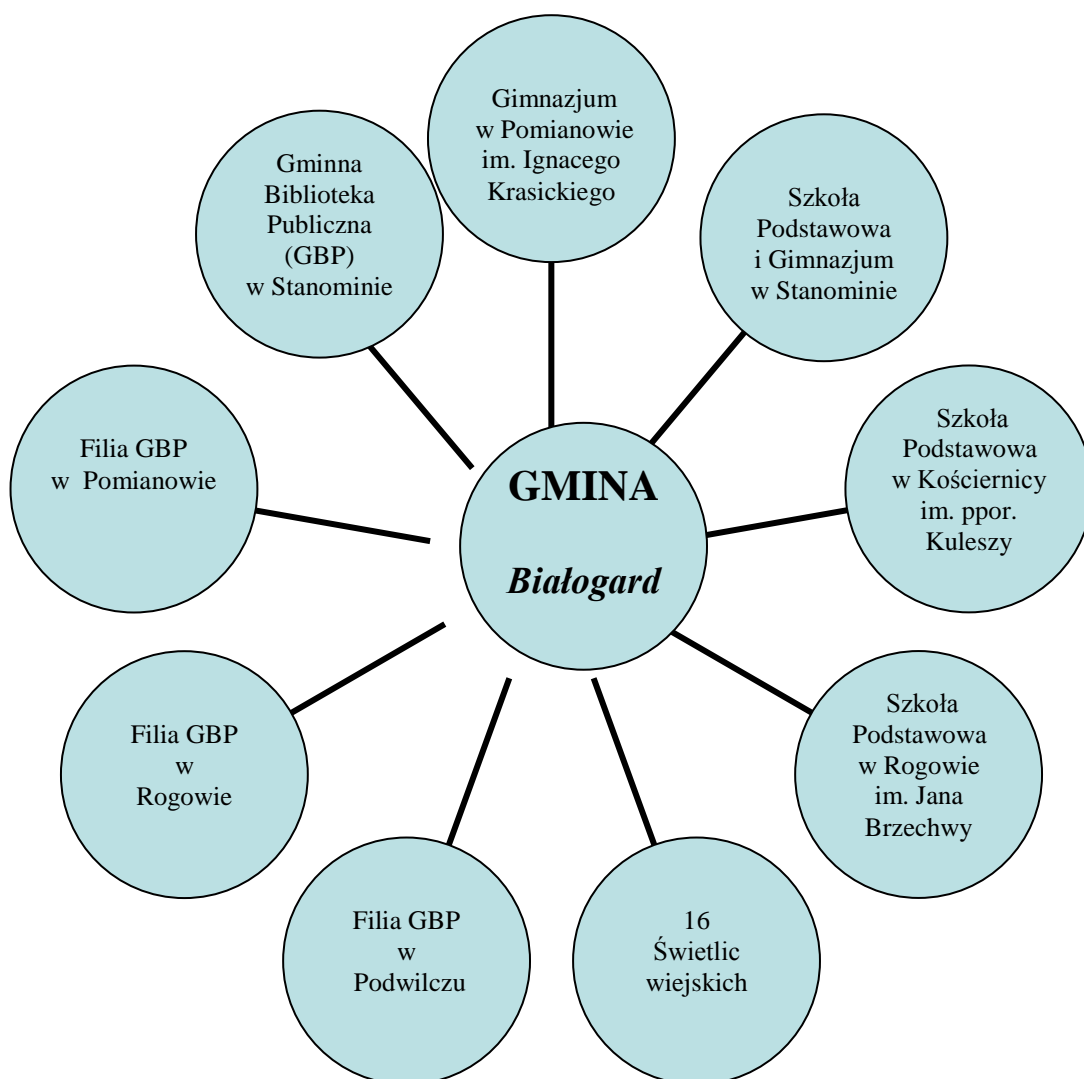 Gimnazjum
w Pomianowie
im. Ignacego
Krasickiego
Szkoła
Podstawowa
i Gimnazjum
w Stanominie
Szkoła
Podstawowa
w Kościernicy
im. ppor.
Kuleszy
Szkoła
Podstawowa
w Rogowie
im. Jana
Brzechwy
16
Świetlic
wiejskich
Filia GBP
w
Podwilczu
Filia GBP
w
Rogowie
Filia GBP
w Pomianowie
Gminna
Biblioteka
Publiczna
(GBP)
w Stanominie
GMINA
Białogard